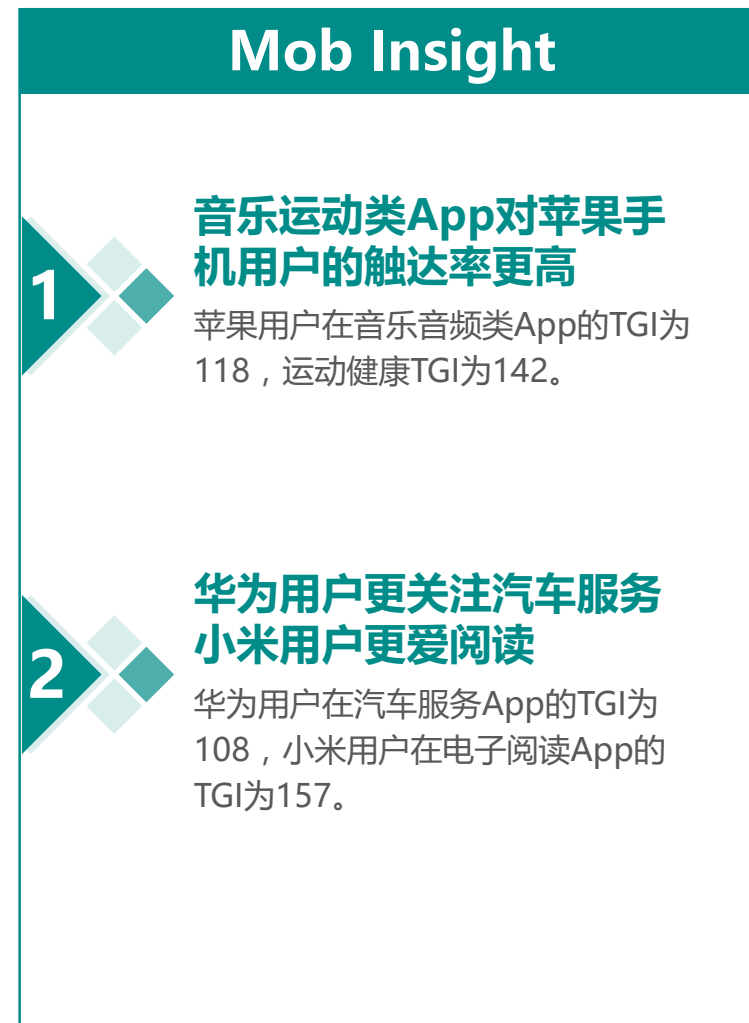 Mob Insight
1
音乐运动类App对苹果手
机用户的触达率更高
苹果用户在音乐音频类App的TGI为
118，运动健康TGI为142。
2
华为用户更关注汽车服务
小米用户更爱阅读
华为用户在汽车服务App的TGI为
108，小米用户在电子阅读App的
TGI为157。